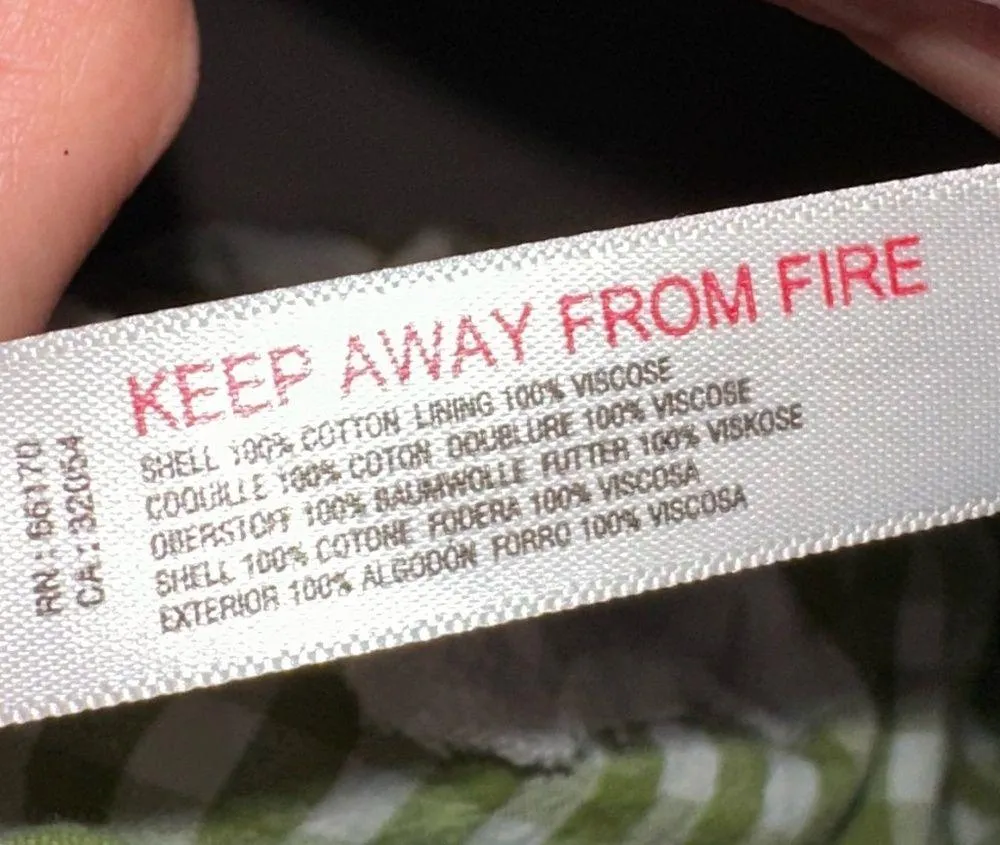 KEEP AWAY FROM FIRE
SHELL 100% COTTON LINING 100% VISCOSE
COQUILLE 100% COTON DOUBLURE 100% VISCOSE
OBERSTOFF 100% BAUMWOLLE FUTTER 100% VISKOSE
SHELL 100% COTONE FODERA 100% VISCOSA
EXTERIOR 100% ALGODÓN FORRO 100% VISCOSA
RN: 66170
CA: 32054